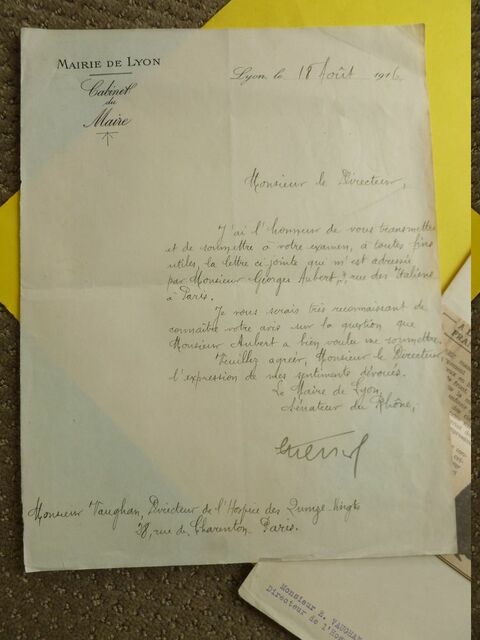 MAIRIE DE LYON
Cabinet
du
Maire
Lyon, le 18 Août 1916
Monsieur le Directeur,
J'ai l'honneur de vous transmettre
et de soumettre à votre examen, à toutes fins
utiles, la lettre ci jointe qui m'est adressée
par Monsieur Georges Aubert, rue des Italiens
à Paris.
Je vous serais très reconnaissant de
connaître votre avis sur la question que
Monsieur Aubert a bien voulu me soumettre.
Veuillez agréer, Monsieur le Directeur,
l'expression de mes sentiments dévoués.
Le Maire de Lyon
Sénateur du Rhône,
Monsieur Vaughan, Directeur de l'Hospice des Quinze-Vingts
28, rue de Charenton Paris.
Monsieur E. VAUGHAN
Directeur de l'Hos